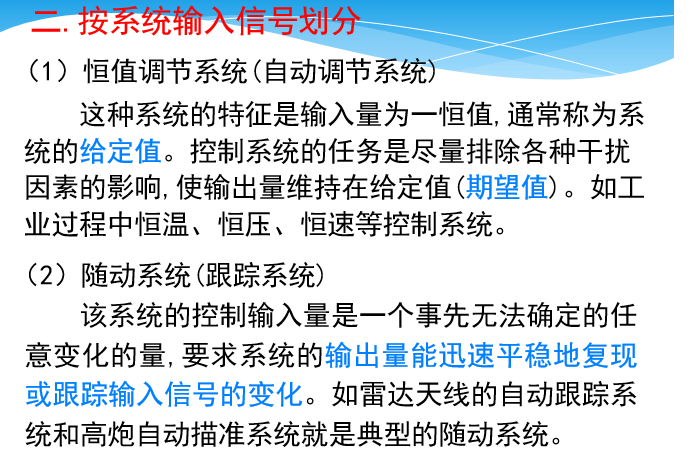 二.按系统输入信号划分
（1）恒值调节系统(自动调节系统)
这种系统的特征是输入量为一恒值,通常称为系
统的给定值。控制系统的任务是尽量排除各种干扰
因素的影响,使输出量维持在给定值(期望值)。如工
业过程中恒温、恒压、恒速等控制系统。
（2）随动系统(跟踪系统)
该系统的控制输入量是一个事先无法确定的任
意变化的量,要求系统的输出量能迅速平稳地复现
或跟踪输入信号的变化。如雷达天线的自动跟踪系
统和高炮自动描准系统就是典型的随动系统。